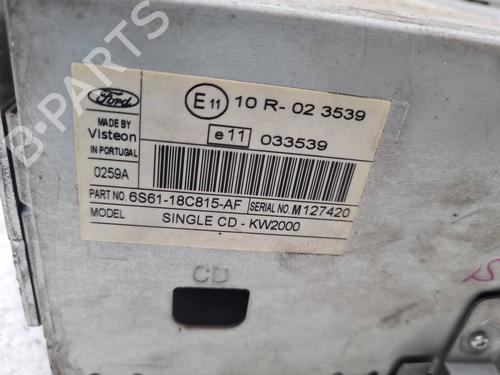 B-PARTS
Ford
E11 10 R- 02 3539
MADE BY
Visteon
IN PORTUGAL
e11 033539
0259A
PART NO. 6S61-18C815-AF SERIAL NO. M127420
MODEL SINGLE CD - KW2000
CD